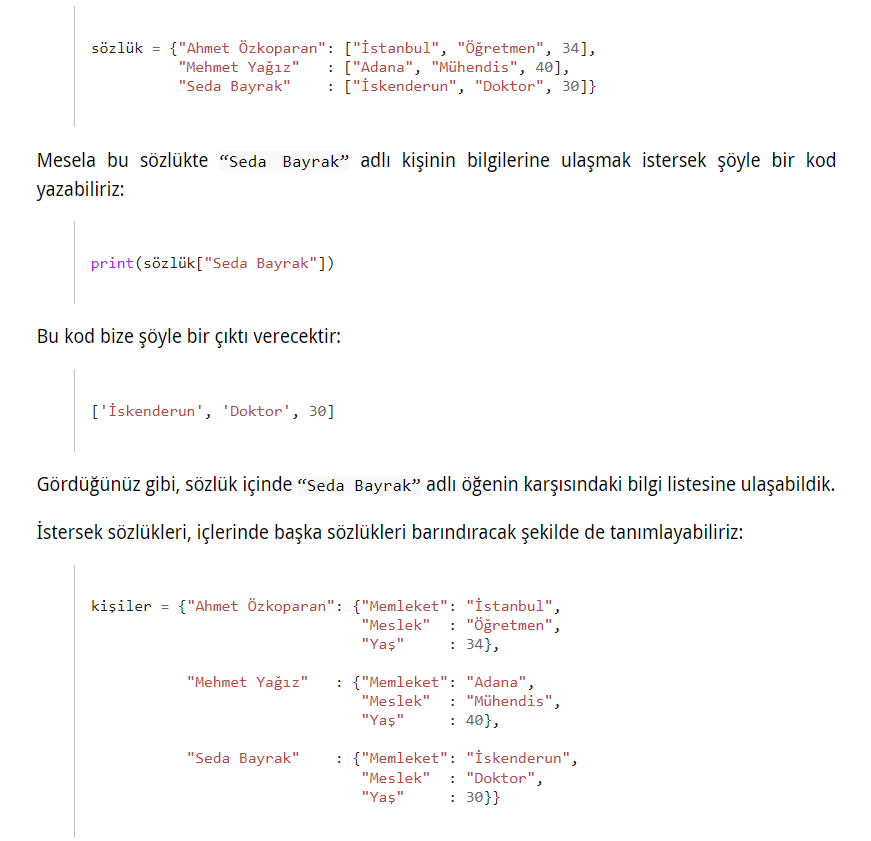 sözlük = {"Ahmet Özkoparan": ["İstanbul", "Öğretmen", 34],
          "Mehmet Yağız"   : ["Adana", "Mühendis", 40],
          "Seda Bayrak"    : ["İskenderun", "Doktor", 30]}
Mesela bu sözlükte “Seda Bayrak” adlı kişinin bilgilerine ulaşmak istersek şöyle bir kod
yazabiliriz:
print(sözlük["Seda Bayrak"])
Bu kod bize şöyle bir çıktı verecektir:
['İskenderun', 'Doktor', 30]
Gördüğünüz gibi, sözlük içinde “Seda Bayrak” adlı öğenin karşısındaki bilgi listesine ulaşabildik.
İstersek sözlükleri, içlerinde başka sözlükleri barındıracak şekilde de tanımlayabiliriz:
kişiler = {"Ahmet Özkoparan": {"Memleket": "İstanbul",
                               "Meslek"  : "Öğretmen",
                               "Yaş"     : 34},
           "Mehmet Yağız"   : {"Memleket": "Adana",
                               "Meslek"  : "Mühendis",
                               "Yaş"     : 40},
           "Seda Bayrak"    : {"Memleket": "İskenderun",
                               "Meslek"  : "Doktor",
                               "Yaş"     : 30}}